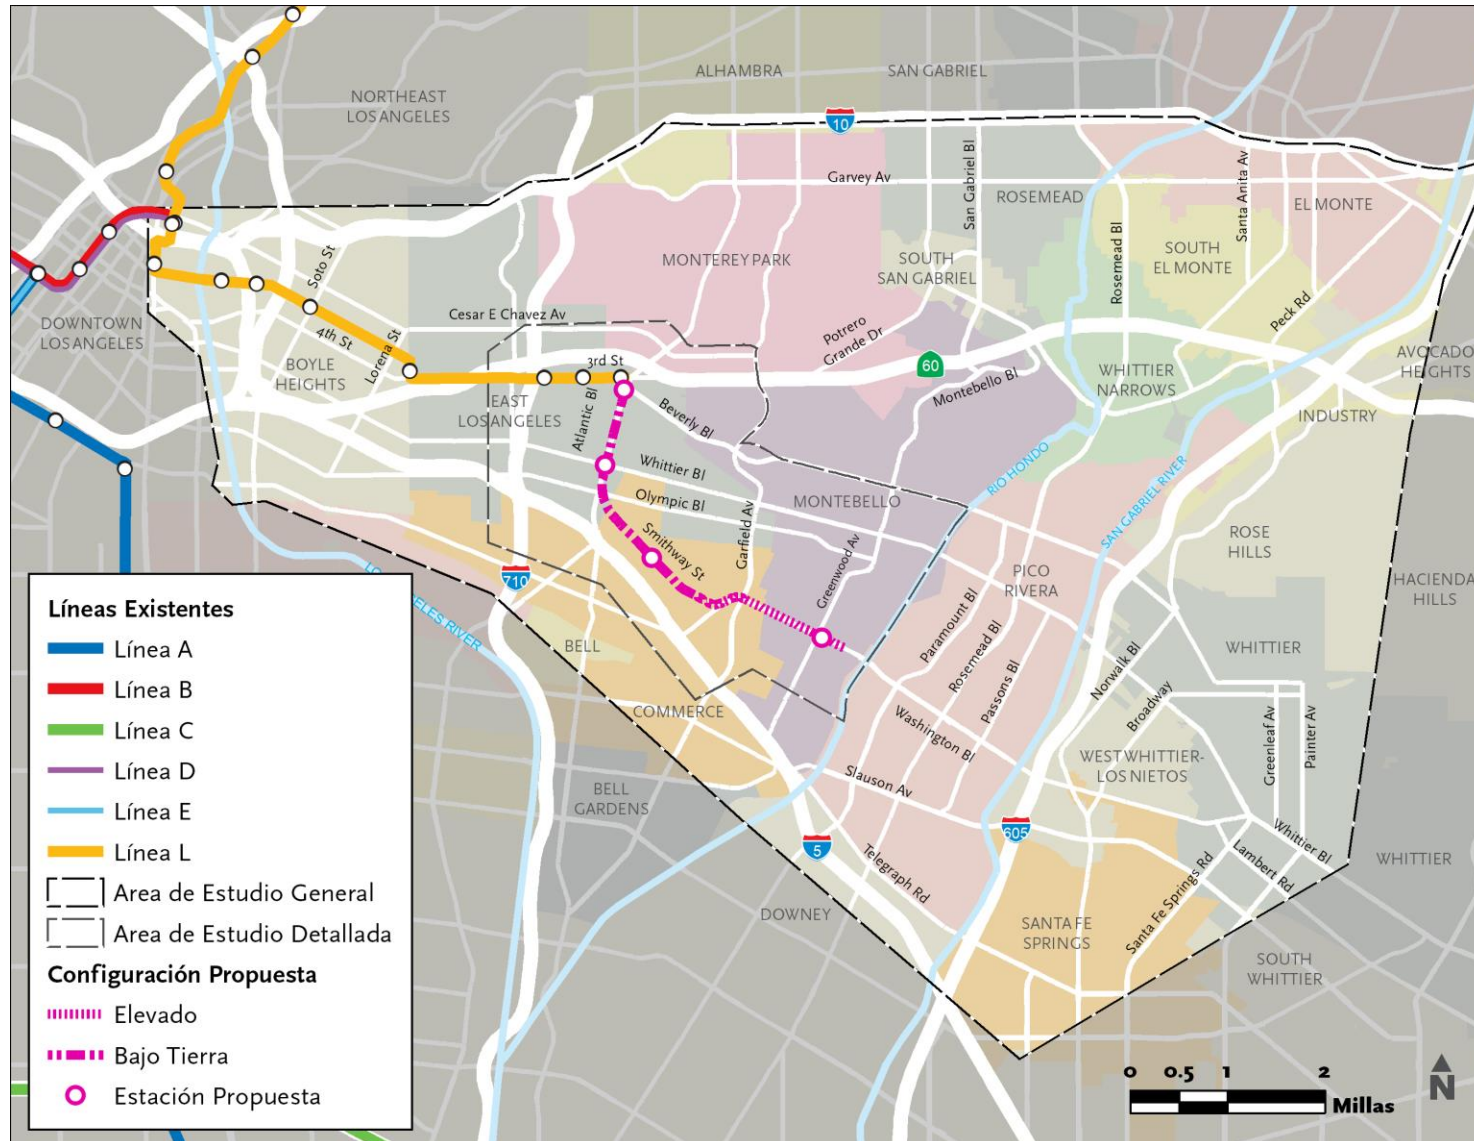 ALHAMBRA
SAN GABRIEL
NORTHEAST
LOS ANGELES
10
San Gabriel Bl
Garvey Av
ROSEMEAD
Santa Anita Av
EL MONTE
Rosemead Bl
SOUTH
EL MONTE
MONTEREY PARK
SOUTH
SAN GABRIEL
Soto St
Peck Rd
Cesar E Chavez Av
DOWNTOWN
LOS ANGELES
4th St
Lorena St
BOYLE
HEIGHTS
Potrero
Grande Dr
3rd St
60
AVOCADO
HEIGHTS
WHITTIER
NARROWS
Montebello Bl
EAST
LOS ANGELES
Atlantic Bl
Beverly Bl
INDUSTRY
Whittier Bl
Olympic Bl
MONTEBELLO
RIO HONDO
SAN GABRIEL RIVER
Garfield Av
Smithway St
Greenwood Av
ROSE
HILLS
710
PICO
RIVERA
HACIENDA
HILLS
LO
ELES RIVER
BELL
Paramount Bl
Rosemead Bl
Passons Bl
Norwalk Bl
WHITTIER
Broadway
COMMERCE
Washington Bl
Greenleaf Av
Painter Av
WEST WHITTIER-
LOS NIETOS
BELL
GARDENS
Slauson Av
5
605
Whittier Bl
Lambert Rd
WHITTIER
Telegraph Rd
DOWNEY
Santa Fe Springs Rd
SANTA FE
SPRINGS
SOUTH
WHITTIER
Líneas Existentes
Línea A
Línea B
Línea C
Línea D
Línea E
Línea L
Area de Estudio General
Area de Estudio Detallada
Configuración Propuesta
Elevado
Bajo Tierra
Estación Propuesta
0 0.5 1 2
Millas
N